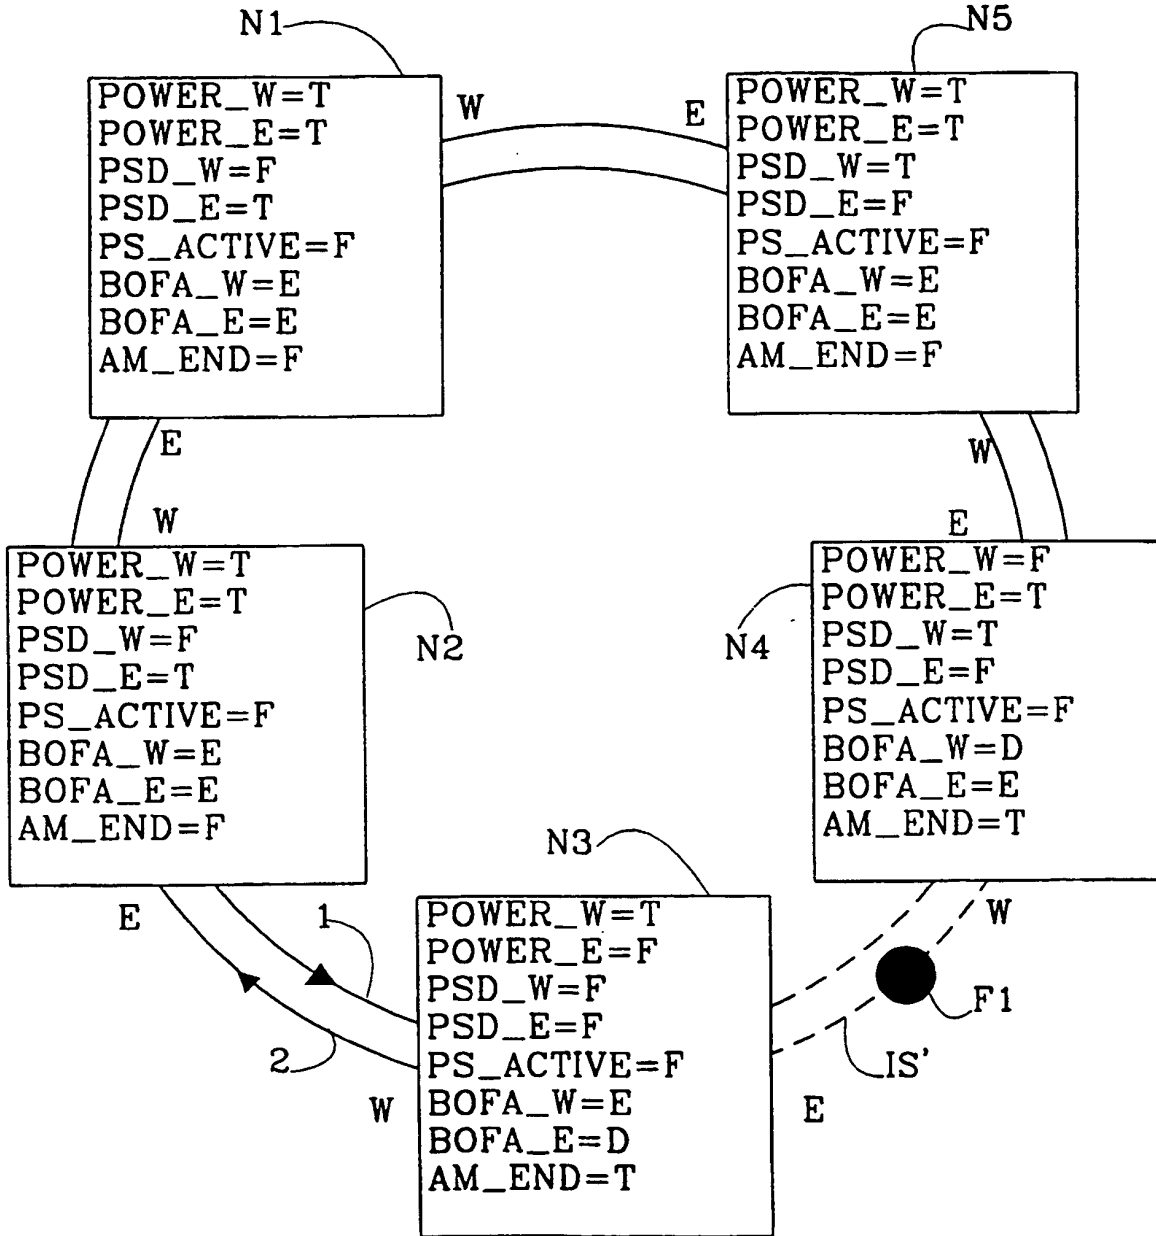 N1
N5
POWER_W=T
POWER_E=T
PSD_W=F
PSD_E=T
PS_ACTIVE=F
BOFA_W=E
BOFA_E=E
AM_END=F
W
E
POWER_W=T
POWER_E=T
PSD_W=T
PSD_E=F
PS_ACTIVE=F
BOFA_W=E
BOFA_E=E
AM_END=F
E
W
W
E
POWER_W=T
POWER_E=T
PSD_W=F
PSD_E=T
PS_ACTIVE=F
BOFA_W=E
BOFA_E=E
AM_END=F
N2
N4
POWER_W=F
POWER_E=T
PSD_W=T
PSD_E=F
PS_ACTIVE=F
BOFA_W=D
BOFA_E=E
AM_END=T
N3
E
1
2
W
POWER_W=T
POWER_E=F
PSD_W=F
PSD_E=F
PS_ACTIVE=F
BOFA_W=E
BOFA_E=D
AM_END=T
W
F1
IS'
E